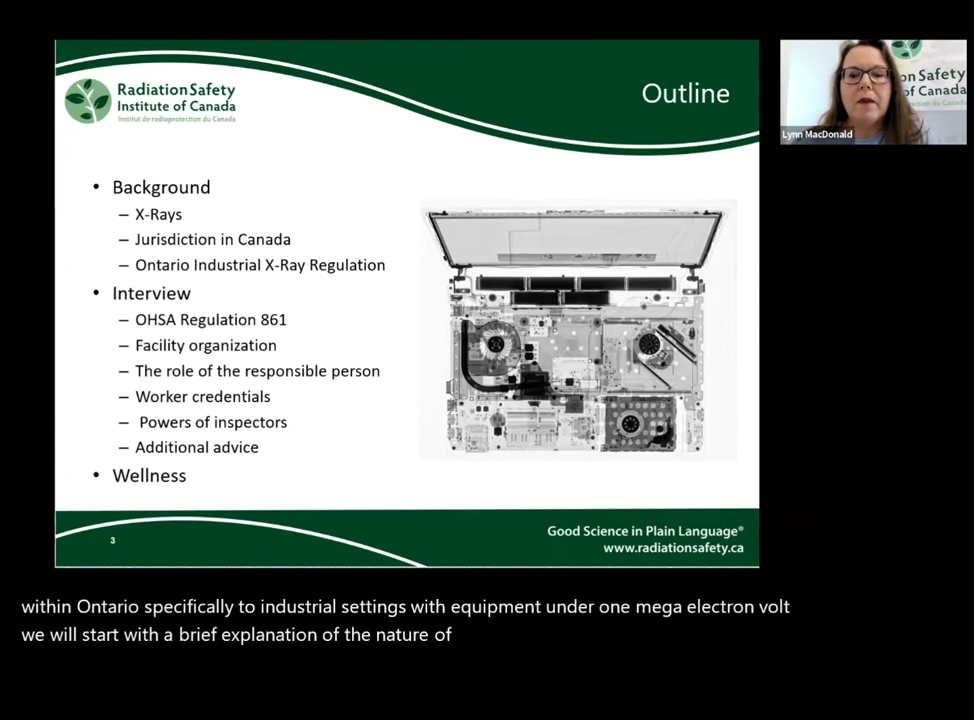 Radiation Safety
Institute of Canada
Institut de radioprotection du Canada
Outline
on Safety
of Canada
Lynn MacDonald
• Background
– X-Rays
– Jurisdiction in Canada
– Ontario Industrial X-Ray Regulation
• Interview
– OHSA Regulation 861
– Facility organization
– The role of the responsible person
– Worker credentials
– Powers of inspectors
– Additional advice
• Wellness
3
Good Science in Plain Language®
www.radiationsafety.ca
within Ontario specifically to industrial settings with equipment under one mega electron volt
we will start with a brief explanation of the nature of